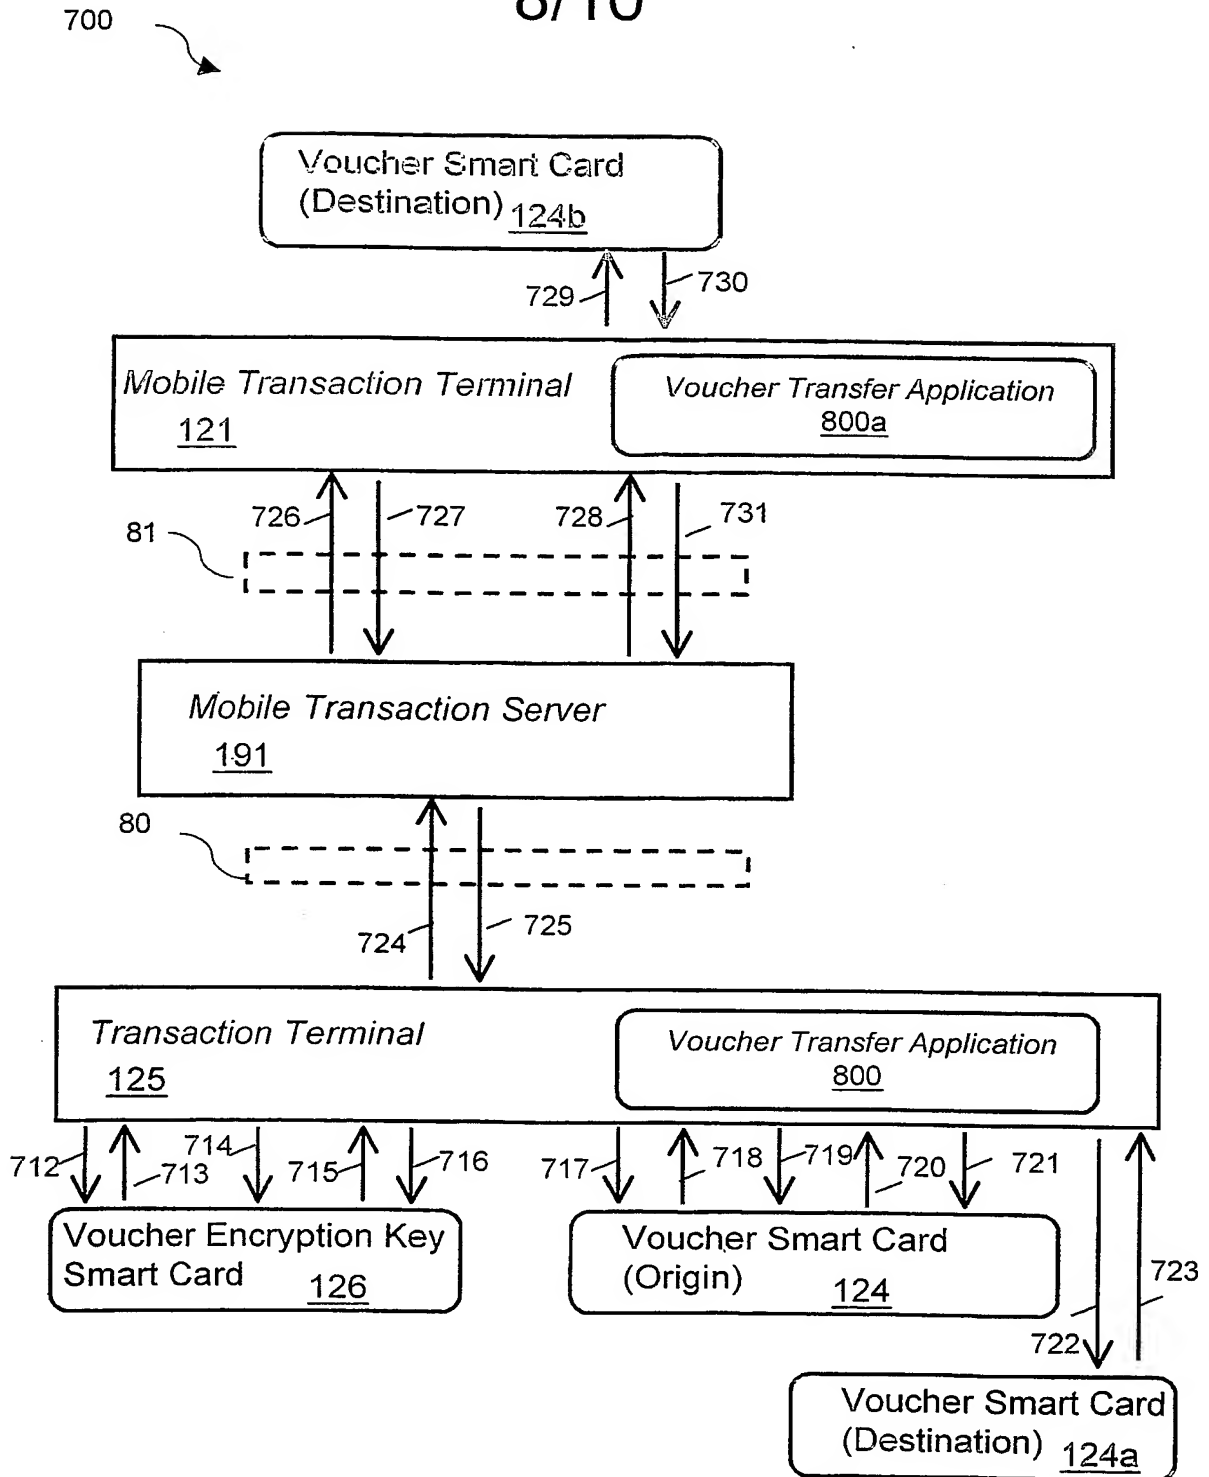 8/10
700
Voucher Smart Card
(Destination) 124b
729
730
Mobile Transaction Terminal
121
Voucher Transfer Application
800a
726
727
728
731
81
Mobile Transaction Server
191
80
724
725
Transaction Terminal
125
Voucher Transfer Application
800
712
713
714
715
716
717
718
719
720
721
Voucher Encryption Key
Smart Card 126
Voucher Smart Card
(Origin) 124
723
722
Voucher Smart Card
(Destination) 124a